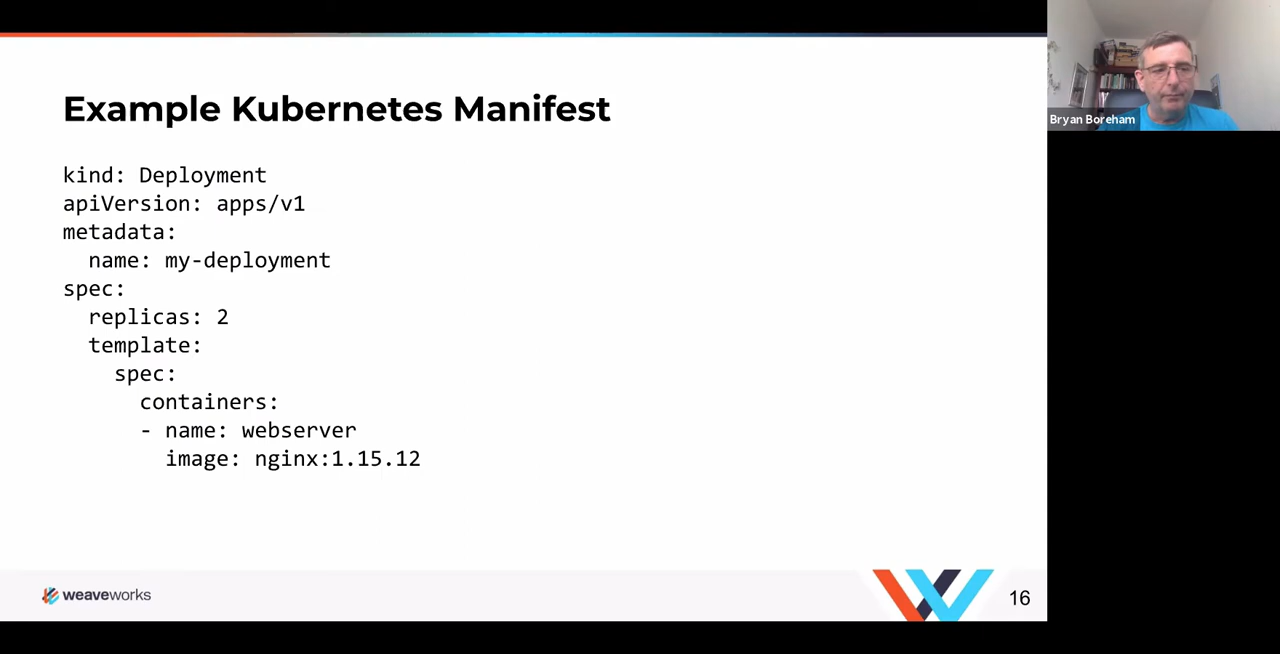 Example Kubernetes Manifest
kind: Deployment
apiVersion: apps/v1
metadata:
  name: my-deployment
spec:
  replicas: 2
  template:
    spec:
      containers:
      - name: webserver
        image: nginx:1.15.12
weaveworks
16
Bryan Boreham